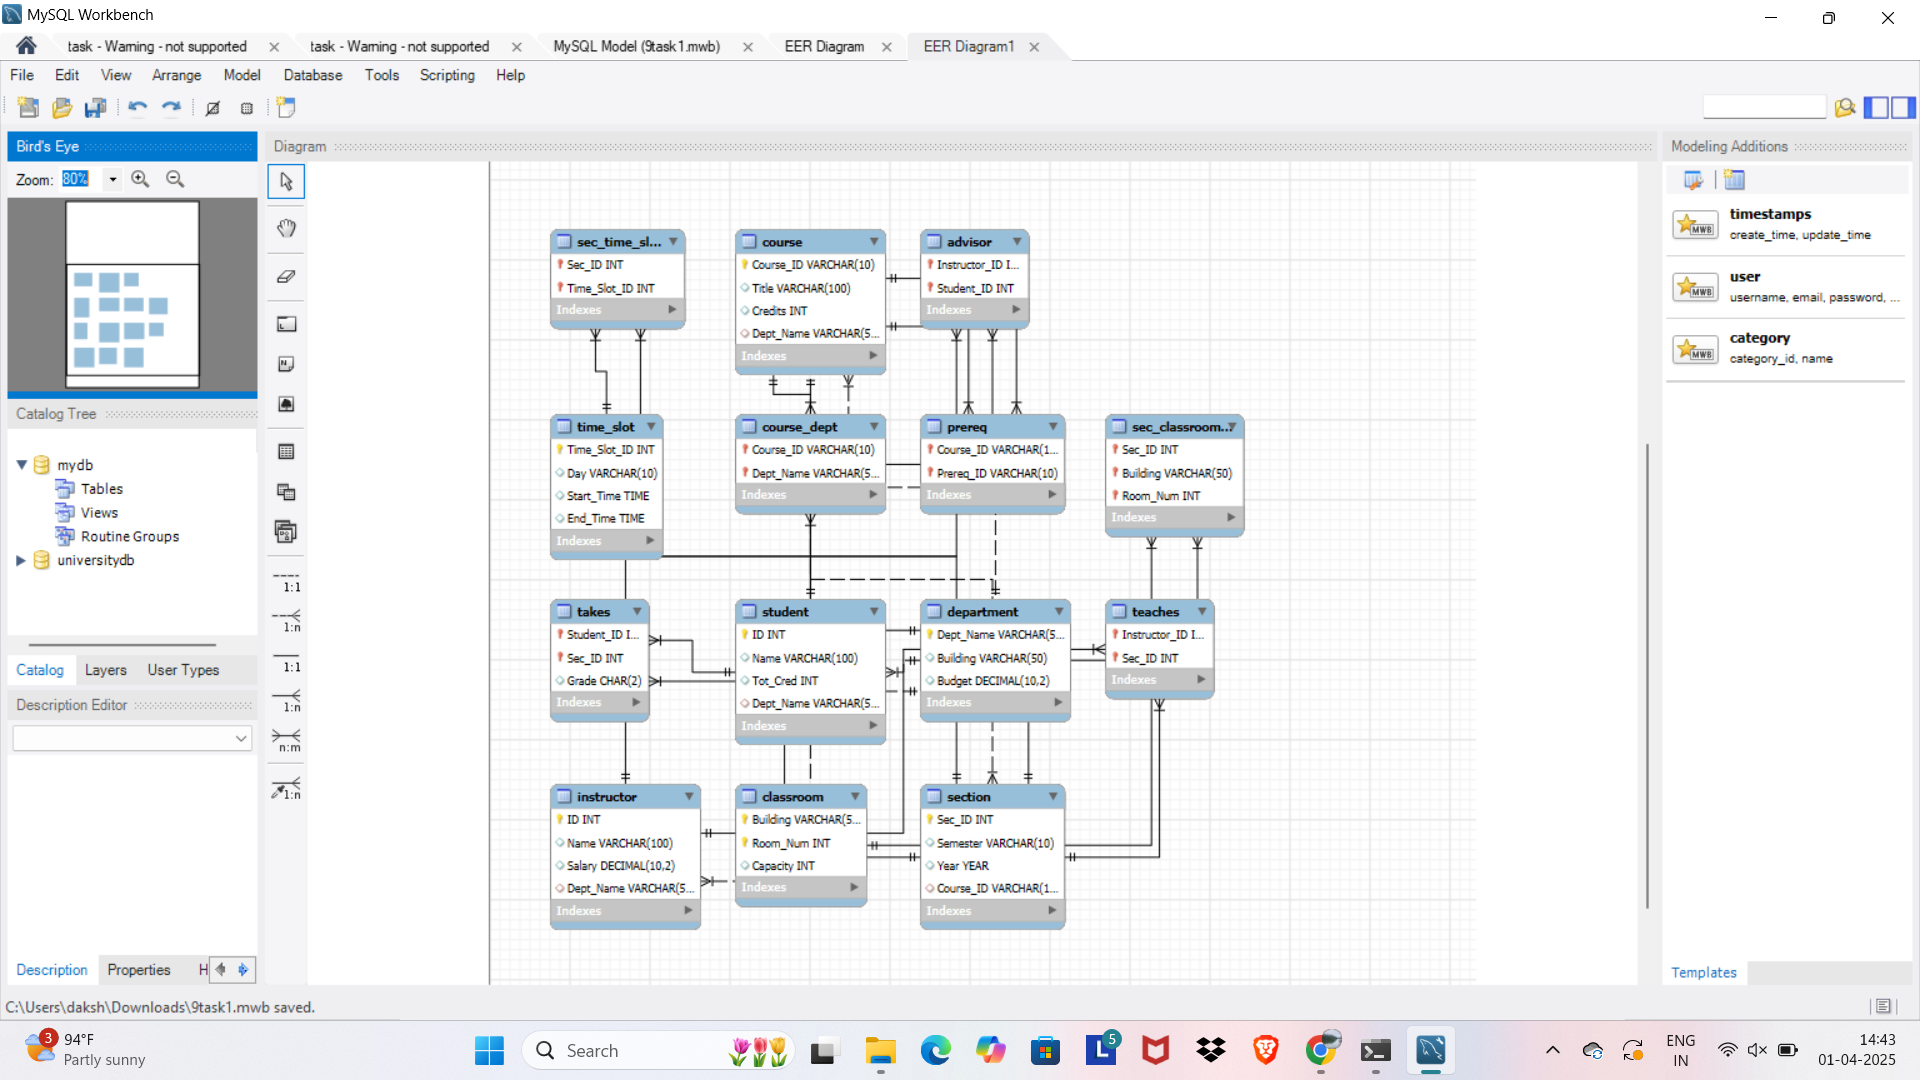 MySQL Workbench
task - Warning - not supported
task - Warning - not supported
MySQL Model (9task1.mwb)
EER Diagram
EER Diagram1
File Edit View Arrange Model Database Tools Scripting Help
Bird's Eye
Zoom: 80%
Diagram
Modeling Additions
timestamps
create_time, update_time
user
username, email, password, ...
category
category_id, name
Templates
Catalog Tree
mydb
Tables
Views
Routine Groups
universitydb
Catalog Layers User Types
Description Editor
Description Properties H
1:1
1:n
1:1
1:n
n:m
1:n
sec_time_sl...
Sec_ID INT
Time_Slot_ID INT
Indexes
course
Course_ID VARCHAR(10)
Title VARCHAR(100)
Credits INT
Dept_Name VARCHAR(5...
Indexes
advisor
Instructor_ID I...
Student_ID INT
Indexes
time_slot
Time_Slot_ID INT
Day VARCHAR(10)
Start_Time TIME
End_Time TIME
Indexes
course_dept
Course_ID VARCHAR(10)
Dept_Name VARCHAR(5...
Indexes
prereq
Course_ID VARCHAR(1...
Prereq_ID VARCHAR(10)
Indexes
sec_classroom...
Sec_ID INT
Building VARCHAR(50)
Room_Num INT
Indexes
takes
Student_ID I...
Sec_ID INT
Grade CHAR(2)
Indexes
student
ID INT
Name VARCHAR(100)
Tot_Cred INT
Dept_Name VARCHAR(5...
Indexes
department
Dept_Name VARCHAR(5...
Building VARCHAR(50)
Budget DECIMAL(10,2)
Indexes
teaches
Instructor_ID I...
Sec_ID INT
Indexes
instructor
ID INT
Name VARCHAR(100)
Salary DECIMAL(10,2)
Dept_Name VARCHAR(5...
Indexes
classroom
Building VARCHAR(5...
Room_Num INT
Capacity INT
Indexes
section
Sec_ID INT
Semester VARCHAR(10)
Year YEAR
Course_ID VARCHAR(1...
Indexes
C:\Users\daksh\Downloads\9task1.mwb saved.
3
94°F
Partly sunny
Search
L
5
ENG
IN
14:43
01-04-2025